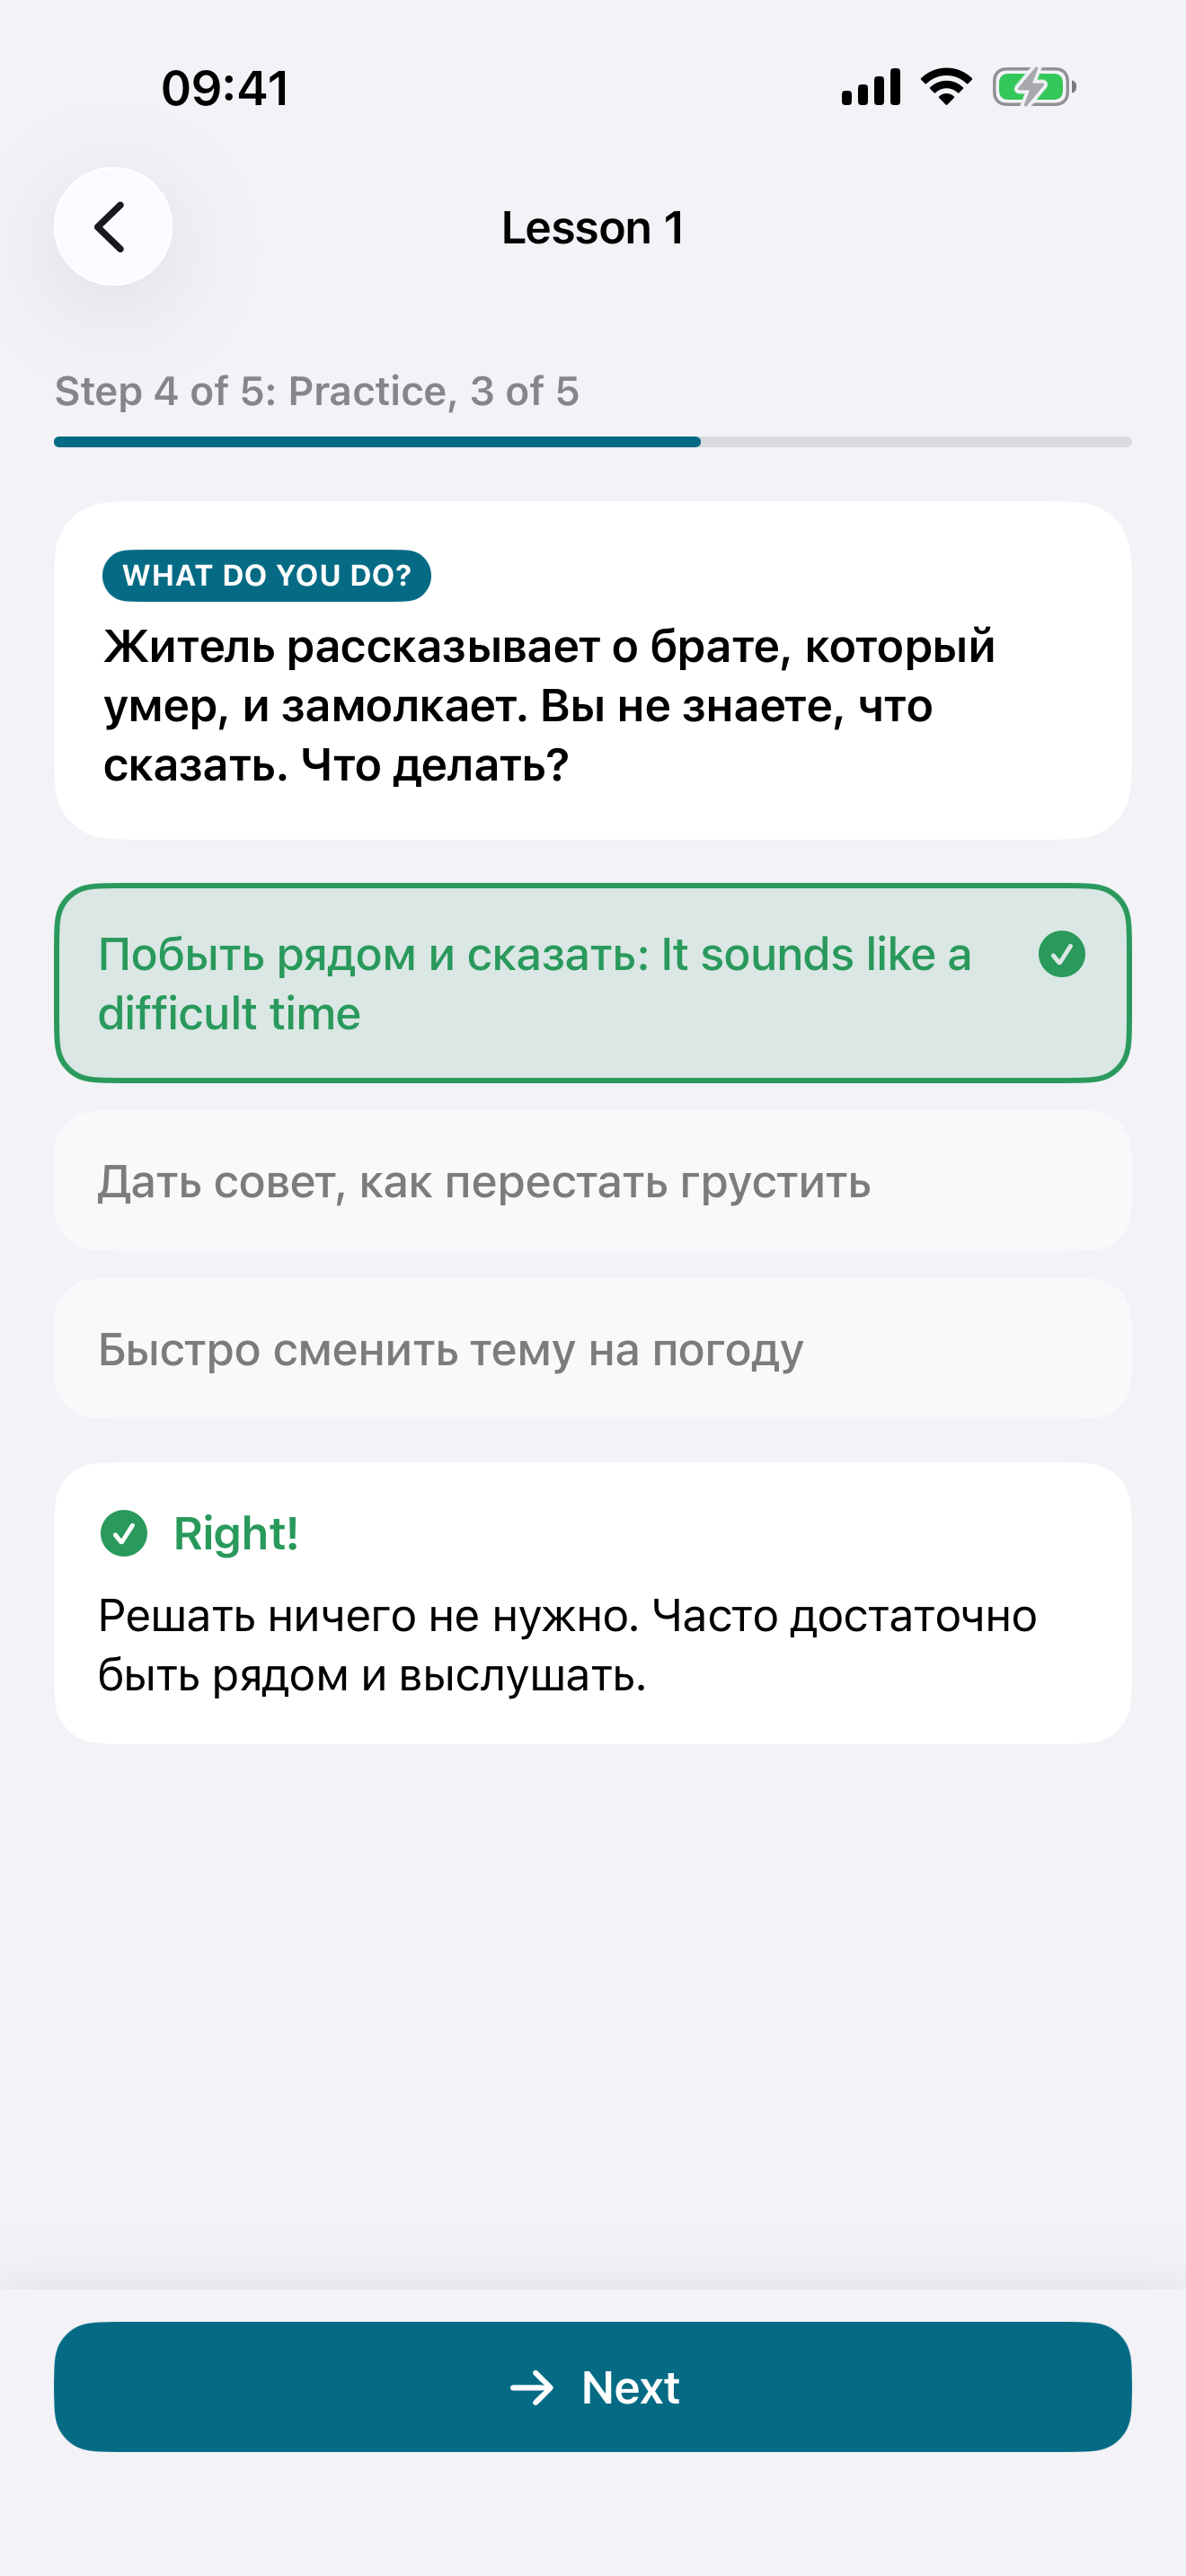 09:41
Lesson 1
Step 4 of 5: Practice, 3 of 5
WHAT DO YOU DO?
Житель рассказывает о брате, который
умер, и замолкает. Вы не знаете, что
сказать. Что делать?
Побыть рядом и сказать: It sounds like a
difficult time
Дать совет, как перестать грустить
Быстро сменить тему на погоду
Right!
Решать ничего не нужно. Часто достаточно
быть рядом и выслушать.
Next